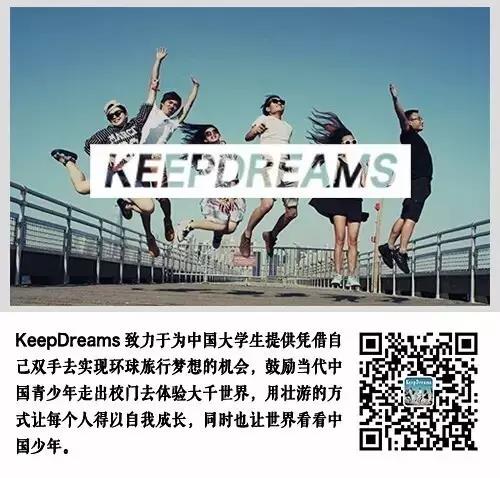 KEEPDREAMS
KeepDreams 致力于为中国大学生提供凭借自
己双手去实现环球旅行梦想的机会，鼓励当代中
国青少年走出校门去体验大千世界，用壮游的方
式让每个人得以自我成长，同时也让世界看看中
国少年。
KeepDreams